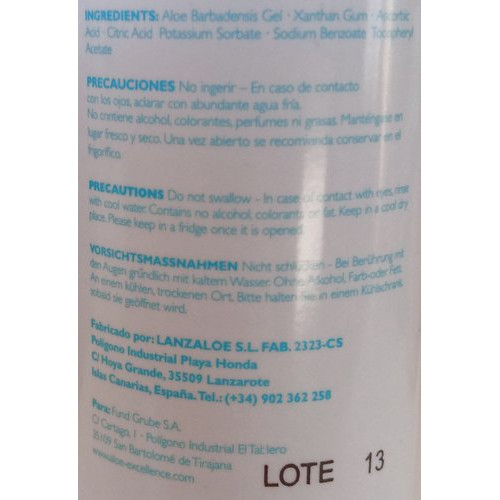 INGREDIENTS: Aloe Barbadensis Gel · Xanthan Gum · Ascorbic
Acid · Citric Acid Potassium Sorbate · Sodium Benzoate Tocopheryl
Acetate
PRECAUCIONES No ingerir – En caso de contacto
con los ojos, aclarar con abundante agua fría.
No contiene alcohol, colorantes, perfumes ni grasas. Manténgase en
lugar fresco y seco. Una vez abierto se recomienda conservar en el
frigorífico.
PRECAUTIONS Do not swallow - In case of contact with eyes, rinse
with cool water. Contains no alcohol, colorants or fat. Keep in a cool dry
place. Please keep in a fridge once it is opened.
VORSICHTSMASSNAHMEN Nicht schlucken - Bei Berührung mit
den Augen gründlich mit kaltem Wasser. Ohne Alcohol, Farb-oder Fett.
An einem kühlen, trockenen Ort. Bitte halten Sie in einem Kühlschrank,
sobald sie geöffnet wird.
Fabricado por: LANZALOE S.L. FAB. 2323-CS
Polígono Industrial Playa Honda
C/ Hoya Grande, 35509 Lanzarote
Islas Canarias, España. Tel.: (+34) 902 362 258
Para: Fund Grube S.A.
C/ Cartago, 1 · Polígono Industrial El Tablero
35109 San Bartolomé de Tirajana
www.aloe-excellence.com
LOTE 13